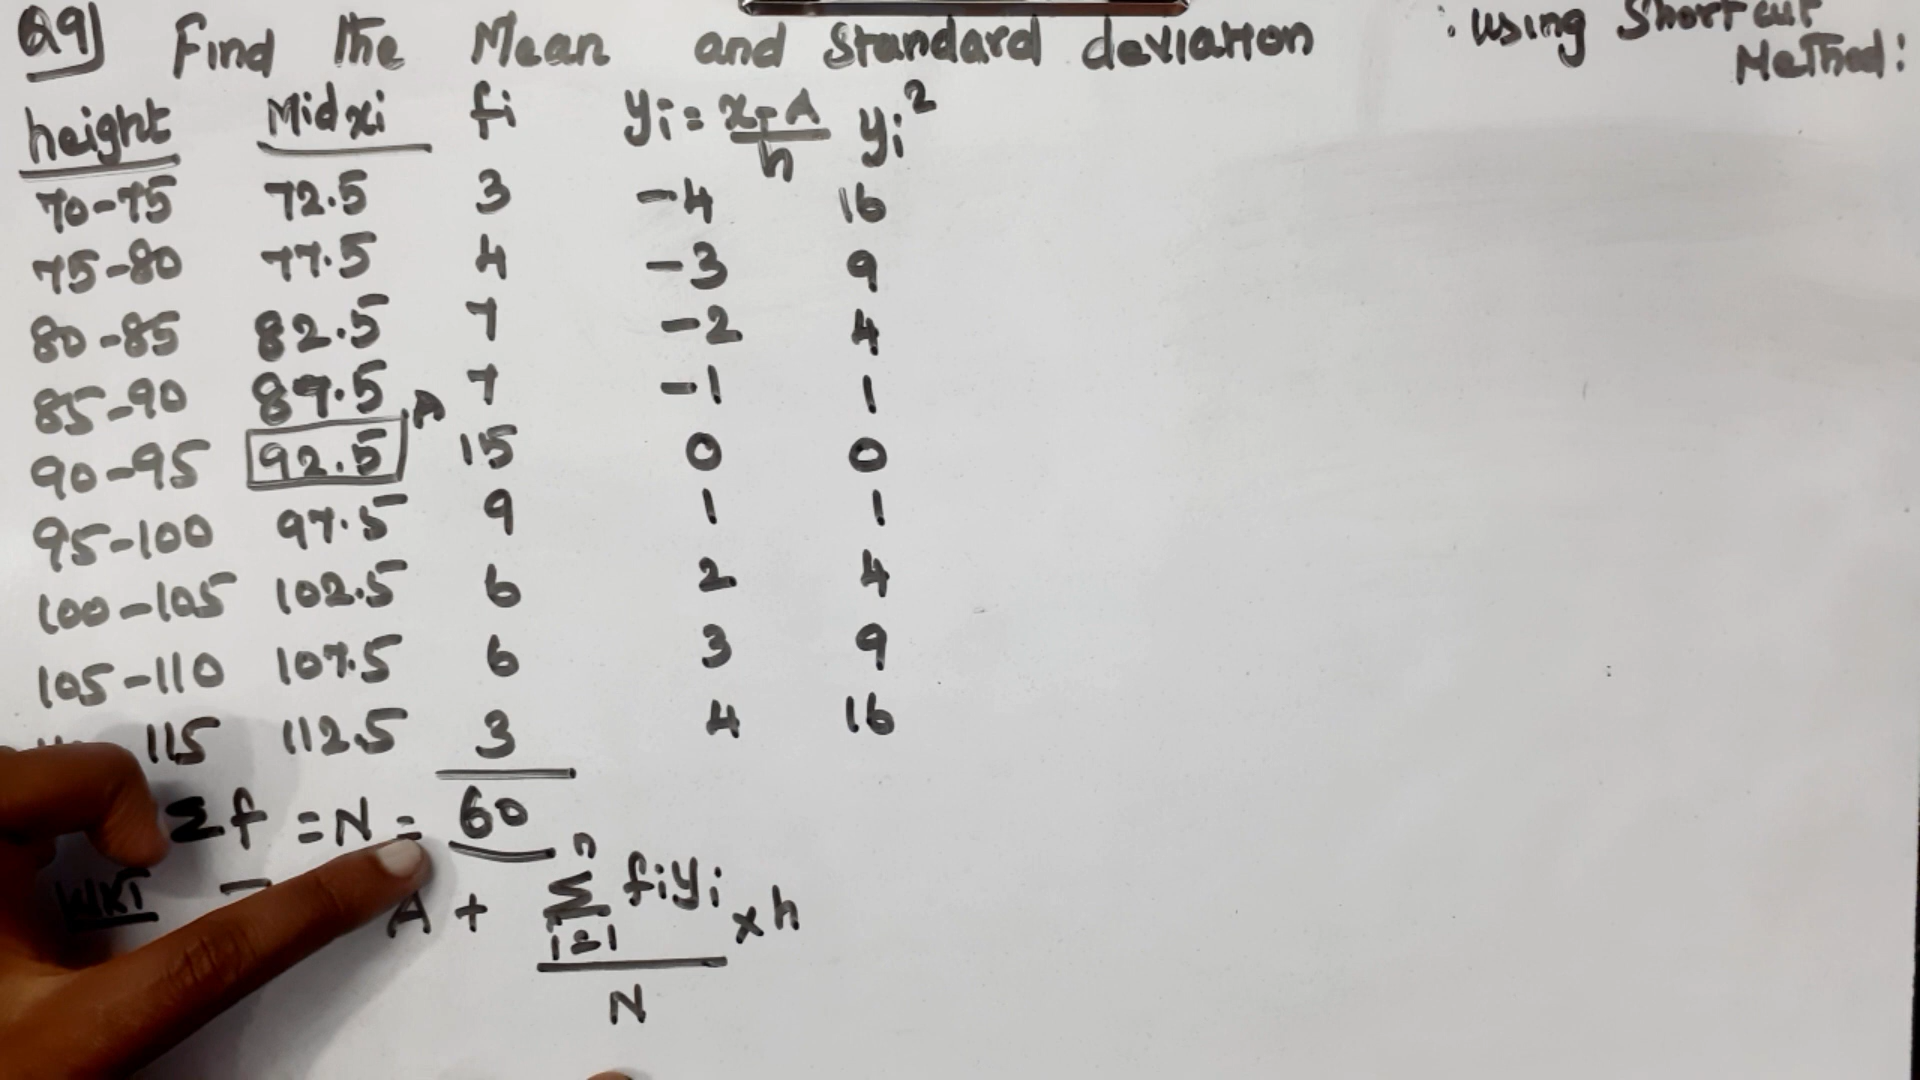 Q9] Find the Mean and Standard deviation : Using Shortcut Method:
height Mid xi fi yi = xi-A/h yi²
70-75 72.5 3 -4 16
75-80 77.5 4 -3 9
80-85 82.5 7 -2 4
85-90 87.5 7 -1 1
90-95 92.5 A 15 0 0
95-100 97.5 9 1 1
100-105 102.5 6 2 4
105-110 107.5 6 3 9
115 112.5 3 4 16
Σf = N = 60
WKT A + Σ fiyi × h
n
i=1
N